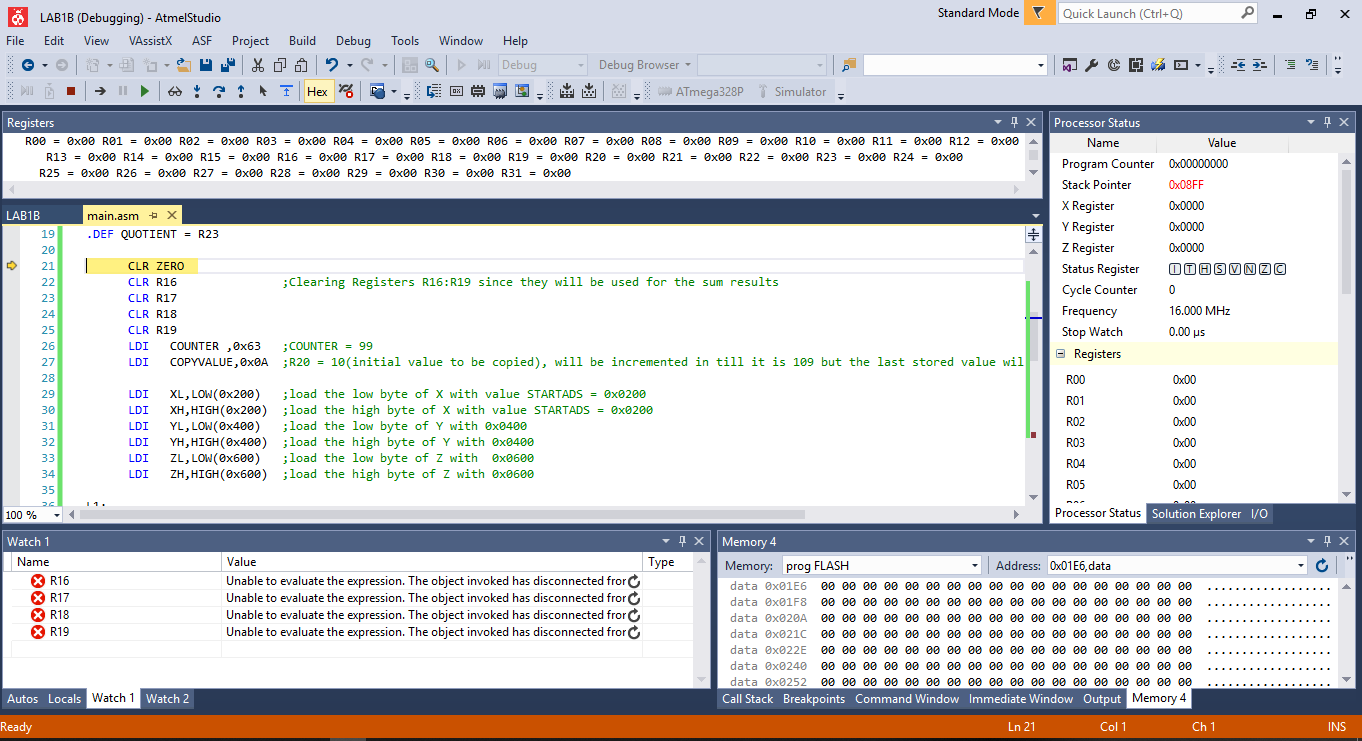 LAB1B (Debugging) - AtmelStudio
Standard Mode
Quick Launch (Ctrl+Q)
File Edit View VAssistX ASF Project Build Debug Tools Window Help
Debug Debug Browser
Hex ATmega328P Simulator
Registers
R00 = 0x00 R01 = 0x00 R02 = 0x00 R03 = 0x00 R04 = 0x00 R05 = 0x00 R06 = 0x00 R07 = 0x00 R08 = 0x00 R09 = 0x00 R10 = 0x00 R11 = 0x00 R12 = 0x00
R13 = 0x00 R14 = 0x00 R15 = 0x00 R16 = 0x00 R17 = 0x00 R18 = 0x00 R19 = 0x00 R20 = 0x00 R21 = 0x00 R22 = 0x00 R23 = 0x00 R24 = 0x00
R25 = 0x00 R26 = 0x00 R27 = 0x00 R28 = 0x00 R29 = 0x00 R30 = 0x00 R31 = 0x00
LAB1B main.asm
19 .DEF QUOTIENT = R23
20
21 CLR ZERO
22 CLR R16 ;Clearing Registers R16:R19 since they will be used for the sum results
23 CLR R17
24 CLR R18
25 CLR R19
26 LDI COUNTER ,0x63 ;COUNTER = 99
27 LDI COPYVALUE,0x0A ;R20 = 10(initial value to be copied), will be incremented in till it is 109 but the last stored value wil
28
29 LDI XL,LOW(0x200) ;load the low byte of X with value STARTADS = 0x0200
30 LDI XH,HIGH(0x200) ;load the high byte of X with value STARTADS = 0x0200
31 LDI YL,LOW(0x400) ;load the low byte of Y with 0x0400
32 LDI YH,HIGH(0x400) ;load the high byte of Y with 0x0400
33 LDI ZL,LOW(0x600) ;load the low byte of Z with 0x0600
34 LDI ZH,HIGH(0x600) ;load the high byte of Z with 0x0600
35
100 %
Processor Status
Name Value
Program Counter 0x00000000
Stack Pointer 0x08FF
X Register 0x0000
Y Register 0x0000
Z Register 0x0000
Status Register I T H S V N Z C
Cycle Counter 0
Frequency 16.000 MHz
Stop Watch 0.00 µs
Registers
R00 0x00
R01 0x00
R02 0x00
R03 0x00
R04 0x00
R05 0x00
Processor Status Solution Explorer I/O
Watch 1
Name Value Type
R16 Unable to evaluate the expression. The object invoked has disconnected fror
R17 Unable to evaluate the expression. The object invoked has disconnected fror
R18 Unable to evaluate the expression. The object invoked has disconnected fror
R19 Unable to evaluate the expression. The object invoked has disconnected fror
Autos Locals Watch 1 Watch 2
Memory 4
Memory: prog FLASH Address: 0x01E6,data
data 0x01E6 00 00 00 00 00 00 00 00 00 00 00 00 00 00 00 00 00 00 ..................
data 0x01F8 00 00 00 00 00 00 00 00 00 00 00 00 00 00 00 00 00 00 ..................
data 0x020A 00 00 00 00 00 00 00 00 00 00 00 00 00 00 00 00 00 00 ..................
data 0x021C 00 00 00 00 00 00 00 00 00 00 00 00 00 00 00 00 00 00 ..................
data 0x022E 00 00 00 00 00 00 00 00 00 00 00 00 00 00 00 00 00 00 ..................
data 0x0240 00 00 00 00 00 00 00 00 00 00 00 00 00 00 00 00 00 00 ..................
data 0x0252 00 00 00 00 00 00 00 00 00 00 00 00 00 00 00 00 00 00 ..................
Call Stack Breakpoints Command Window Immediate Window Output Memory 4
Ready Ln 21 Col 1 Ch 1 INS